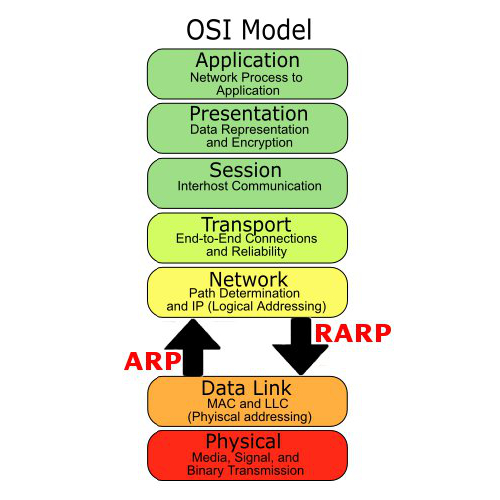 OSI Model
Application
Network Process to
Application
Presentation
Data Representation
and Encryption
Session
Interhost Communication
Transport
End-to-End Connections
and Reliability
Network
Path Determination
and IP (Logical Addressing)
RARP
ARP
Data Link
MAC and LLC
(Phyiscal addressing)
Physical
Media, Signal, and
Binary Transmission